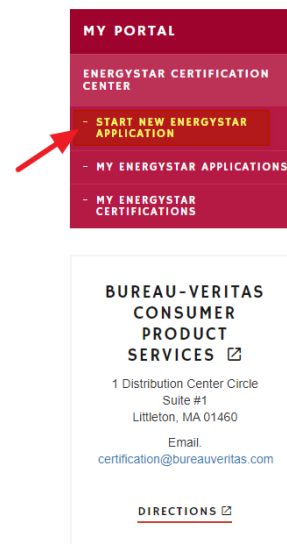 MY PORTAL
ENERGYSTAR CERTIFICATION
CENTER
- START NEW ENERGYSTAR
APPLICATION
- MY ENERGYSTAR APPLICATIONS
- MY ENERGYSTAR
CERTIFICATIONS
BUREAU-VERITAS
CONSUMER
PRODUCT
SERVICES
1 Distribution Center Circle
Suite #1
Littleton, MA 01460
Email.
certification@bureauveritas.com
DIRECTIONS